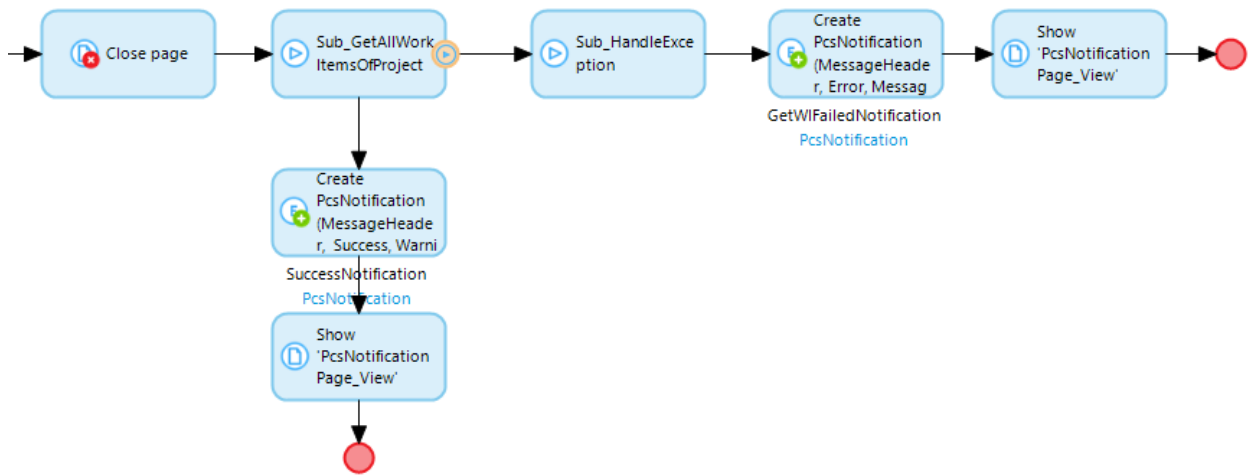 Close page
Sub_GetAllWork
ItemsOfProject
Sub_HandleExce
ption
Create
PcsNotification
(MessageHeade
r, Error, Messag
GetWIFailedNotification
PcsNotification
Show
'PcsNotification
Page_View'
Create
PcsNotification
(MessageHeade
r, Success, Warni
SuccessNotification
PcsNotification
Show
'PcsNotification
Page_View'